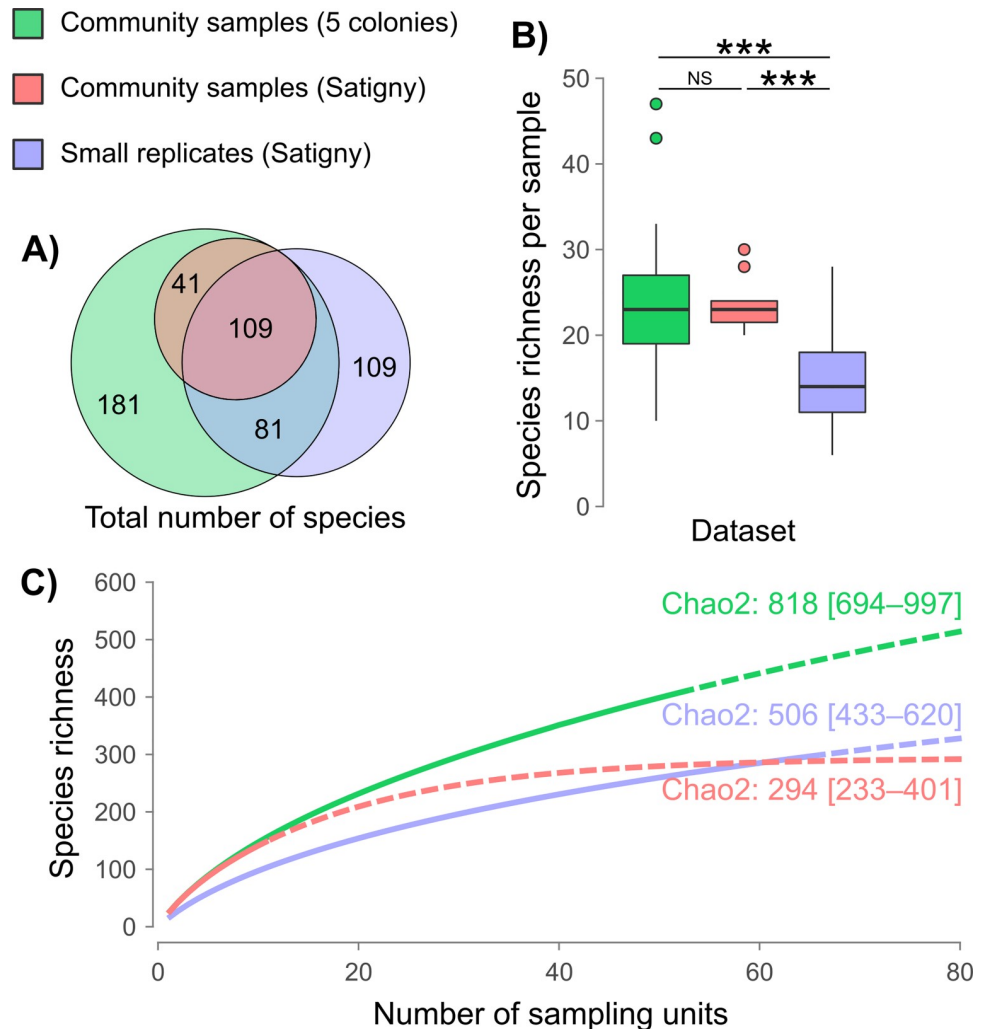 Community samples (5 colonies)
Community samples (Satigny)
Small replicates (Satigny)
A)
41
109
109
181
81
Total number of species
B)
***
NS
***
Species richness per sample
50
40
30
20
10
0
Dataset
C)
Species richness
600
500
400
300
200
100
0
Chao2: 818 [694–997]
Chao2: 506 [433–620]
Chao2: 294 [233–401]
0
20
40
60
80
Number of sampling units